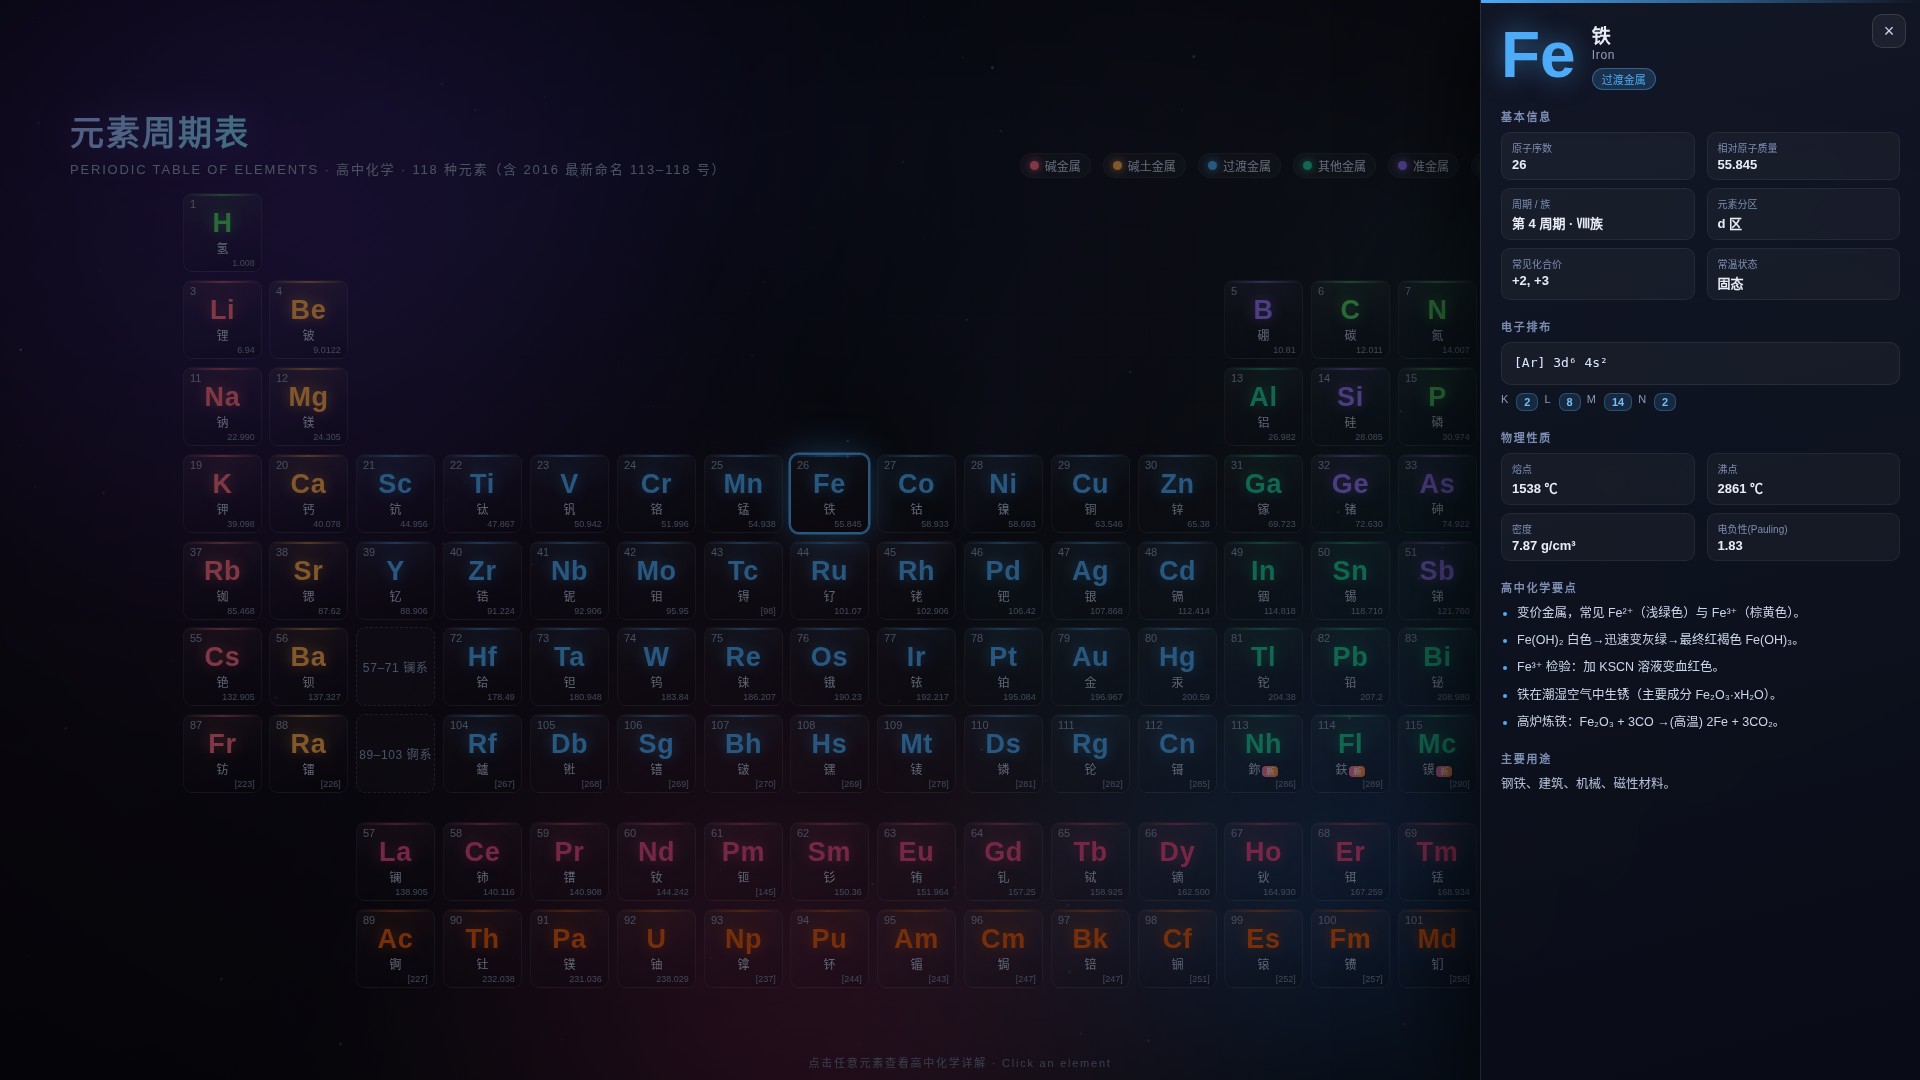 元素周期表
PERIODIC TABLE OF ELEMENTS · 高中化学 · 118 种元素（含 2016 最新命名 113–118 号）
碱金属 碱土金属 过渡金属 其他金属 准金属
1 H 氢 1.008
3 Li 锂 6.94
4 Be 铍 9.0122
5 B 硼 10.81
6 C 碳 12.011
7 N 氮 14.007
11 Na 钠 22.990
12 Mg 镁 24.305
13 Al 铝 26.982
14 Si 硅 28.085
15 P 磷 30.974
19 K 钾 39.098
20 Ca 钙 40.078
21 Sc 钪 44.956
22 Ti 钛 47.867
23 V 钒 50.942
24 Cr 铬 51.996
25 Mn 锰 54.938
26 Fe 铁 55.845
27 Co 钴 58.933
28 Ni 镍 58.693
29 Cu 铜 63.546
30 Zn 锌 65.38
31 Ga 镓 69.723
32 Ge 锗 72.630
33 As 砷 74.922
37 Rb 铷 85.468
38 Sr 锶 87.62
39 Y 钇 88.906
40 Zr 锆 91.224
41 Nb 铌 92.906
42 Mo 钼 95.95
43 Tc 锝 [98]
44 Ru 钌 101.07
45 Rh 铑 102.906
46 Pd 钯 106.42
47 Ag 银 107.868
48 Cd 镉 112.414
49 In 铟 114.818
50 Sn 锡 118.710
51 Sb 锑 121.760
55 Cs 铯 132.905
56 Ba 钡 137.327
57–71 镧系
72 Hf 铪 178.49
73 Ta 钽 180.948
74 W 钨 183.84
75 Re 铼 186.207
76 Os 锇 190.23
77 Ir 铱 192.217
78 Pt 铂 195.084
79 Au 金 196.967
80 Hg 汞 200.59
81 Tl 铊 204.38
82 Pb 铅 207.2
83 Bi 铋 208.980
87 Fr 钫 [223]
88 Ra 镭 [226]
89–103 锕系
104 Rf [267]
105 Db [268]
106 Sg [269]
107 Bh [270]
108 Hs [269]
109 Mt [278]
110 Ds [281]
111 Rg [282]
112 Cn [285]
113 Nh 新 [286]
114 Fl 新 [289]
115 Mc 新 [290]
57 La 镧 138.905
58 Ce 铈 140.116
59 Pr 镨 140.908
60 Nd 钕 144.242
61 Pm 钷 [145]
62 Sm 钐 150.36
63 Eu 铕 151.964
64 Gd 钆 157.25
65 Tb 铽 158.925
66 Dy 镝 162.500
67 Ho 钬 164.930
68 Er 铒 167.259
69 Tm 铥 168.934
89 Ac 锕 [227]
90 Th 钍 232.038
91 Pa 镤 231.036
92 U 铀 238.029
93 Np 镎 [237]
94 Pu 钚 [244]
95 Am 镅 [243]
96 Cm 锔 [247]
97 Bk 锫 [247]
98 Cf 锎 [251]
99 Es 锿 [252]
100 Fm 镄 [257]
101 Md 钔 [258]
点击任意元素查看高中化学详解 · Click an element
Fe
铁
Iron
过渡金属
×
基本信息
原子序数
26
相对原子质量
55.845
周期 / 族
第 4 周期 · Ⅷ族
元素分区
d 区
常见化合价
+2, +3
常温状态
固态
电子排布
[Ar] 3d⁶ 4s²
K 2 L 8 M 14 N 2
物理性质
熔点
1538 ℃
沸点
2861 ℃
密度
7.87 g/cm³
电负性(Pauling)
1.83
高中化学要点
变价金属，常见 Fe²⁺（浅绿色）与 Fe³⁺（棕黄色）。
Fe(OH)₂ 白色→迅速变灰绿→最终红褐色 Fe(OH)₃。
Fe³⁺ 检验：加 KSCN 溶液变血红色。
铁在潮湿空气中生锈（主要成分 Fe₂O₃·xH₂O）。
高炉炼铁：Fe₂O₃ + 3CO →(高温) 2Fe + 3CO₂。
主要用途
钢铁、建筑、机械、磁性材料。